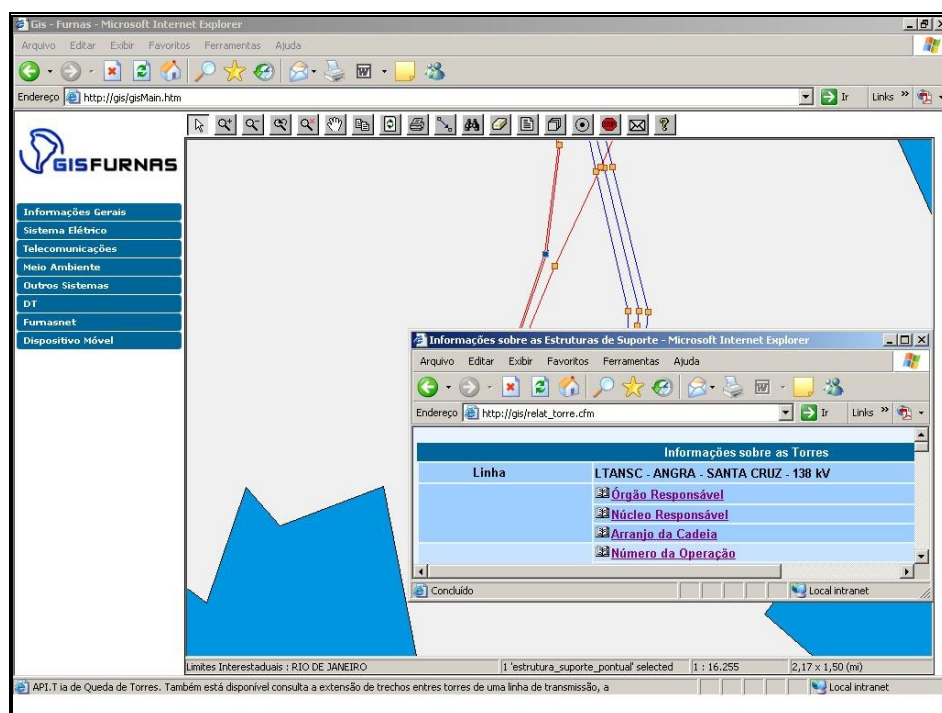 Gis - Furnas - Microsoft Internet Explorer
Arquivo Editar Exibir Favoritos Ferramentas Ajuda
Endereço http://gis/gisMain.htm Ir Links »
GISFURNAS
Informações Gerais
Sistema Elétrico
Telecomunicações
Meio Ambiente
Outros Sistemas
DT
Furnasnet
Dispositivo Móvel
Informações sobre as Estruturas de Suporte - Microsoft Internet Explorer
Arquivo Editar Exibir Favoritos Ferramentas Ajuda
Endereço http://gis/relat_torre.cfm Ir Links »
Informações sobre as Torres
Linha LTANSC - ANGRA - SANTA CRUZ - 138 kV
Órgão Responsável
Núcleo Responsável
Arranjo da Cadeia
Número da Operação
Concluído Local intranet
Limites Interestaduais : RIO DE JANEIRO 1 'estrutura_suporte_pontual' selected 1 : 16.255 2,17 x 1,50 (mi)
API.T ia de Queda de Torres. Também está disponível consulta a extensão de trechos entres torres de uma linha de transmissão, a Local intranet